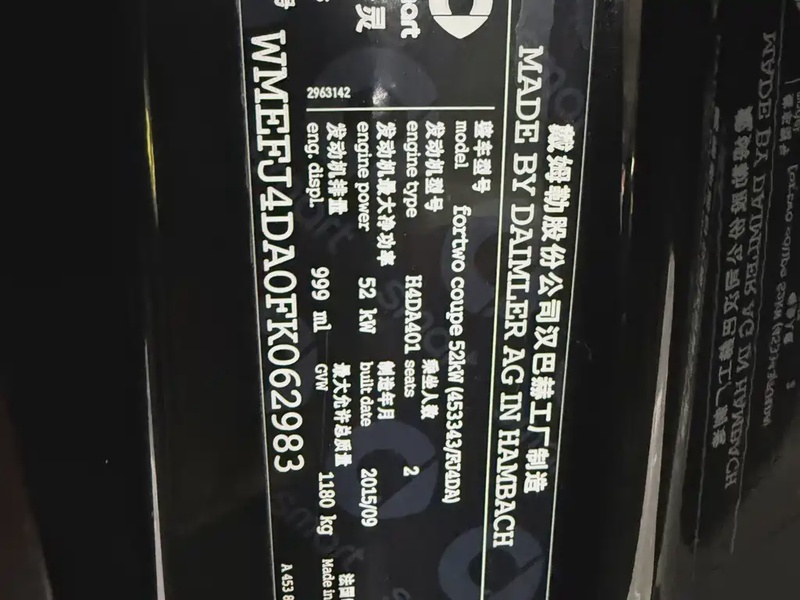 戴姆勒股份公司汉巴赫工厂制造
MADE BY DAIMLER AG IN HAMBACH
整车型号
model fortwo coupe 52kW (453343/FJ4DA)
发动机型号 乘坐人数
engine type H4DA401 seats 2
发动机最大净功率 制造年月
engine power 52 kW built date 2015/09
发动机排量 最大允许总质量
eng. displ. 999 ml GVW 1180 kg
2963142
WMEFJ4DA0FK062983
Made in
A 453 8